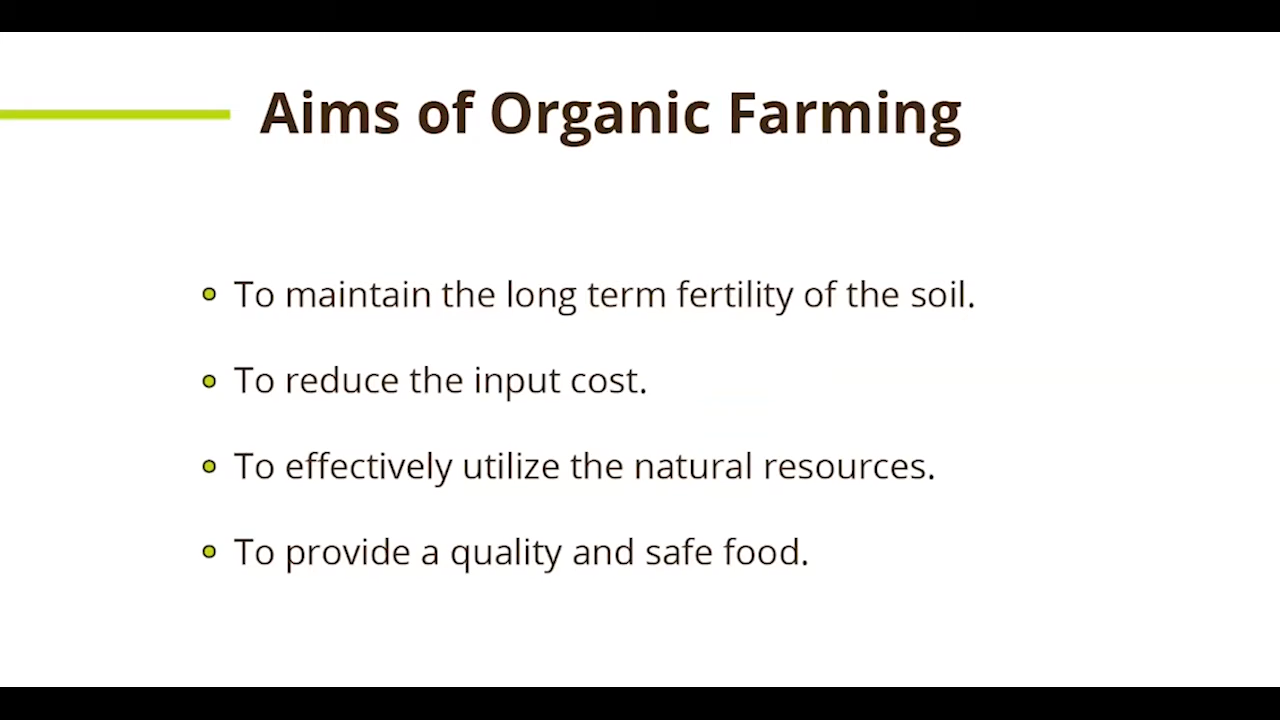 Aims of Organic Farming
To maintain the long term fertility of the soil.
To reduce the input cost.
To effectively utilize the natural resources.
To provide a quality and safe food.